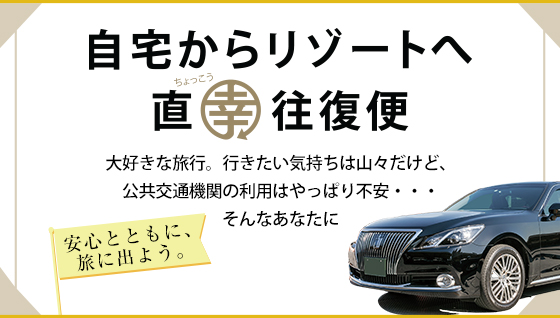 自宅からリゾートへ
ちょっこう
直幸往復便
大好きな旅行。行きたい気持ちは山々だけど、
公共交通機関の利用はやっぱり不安・・・
そんなあなたに
安心とともに、
旅に出よう。